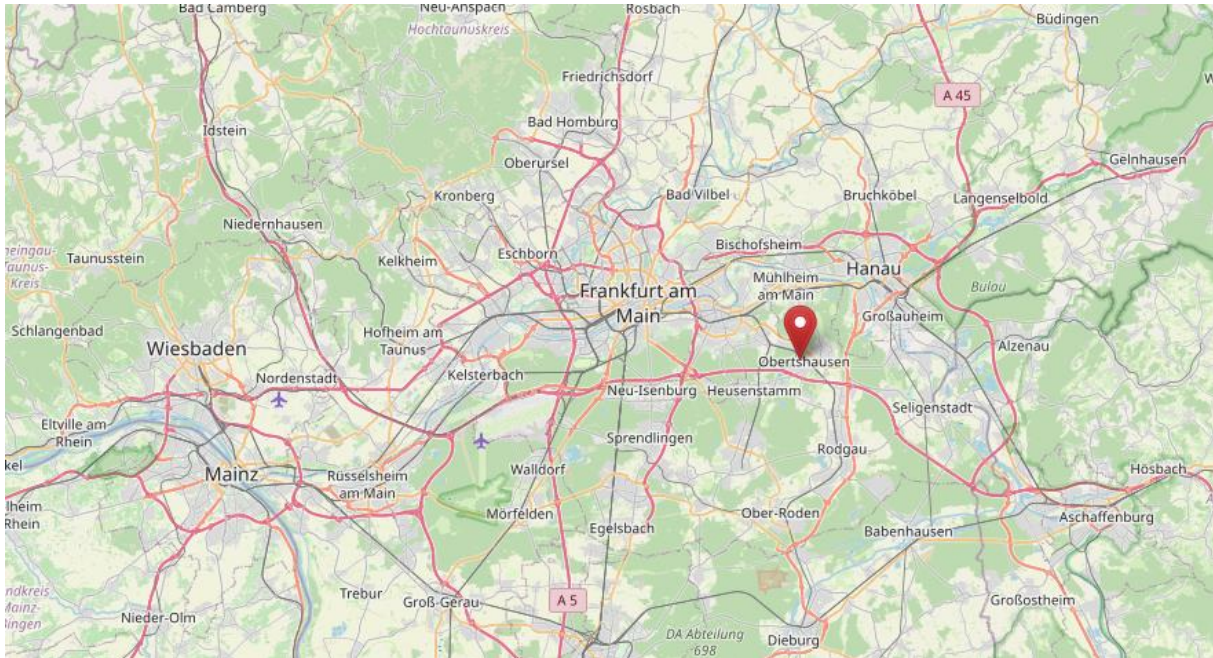 Bad Camberg
Neu-Anspach
Hochtaunuskreis
Rosbach
Büdingen
Friedrichsdorf
A 45
Idstein
Bad Homburg
Oberursel
Gelnhausen
Kronberg
Bad Vilbel
Bruchköbel
Langenselbold
Niedernhausen
Taunusstein
Kelkheim
Eschborn
Bischofsheim
Hanau
Mühlheim
am Main
Bulau
Frankfurt am
Main
Großauheim
Schlangenbad
Hofheim am
Taunus
Wiesbaden
Alzenau
Obertshausen
Nordenstadt
Kelsterbach
Neu-Isenburg
Heusenstamm
Seligenstadt
Eltville am
Rhein
Sprendlingen
Rodgau
Mainz
Rüsselsheim
am Main
Walldorf
Hösbach
Mörfelden
Egelsbach
Ober-Roden
Babenhausen
Aschaffenburg
Trebur
Groß-Gerau
A 5
Großostheim
Nieder-Olm
DA Abteilung
698
Dieburg